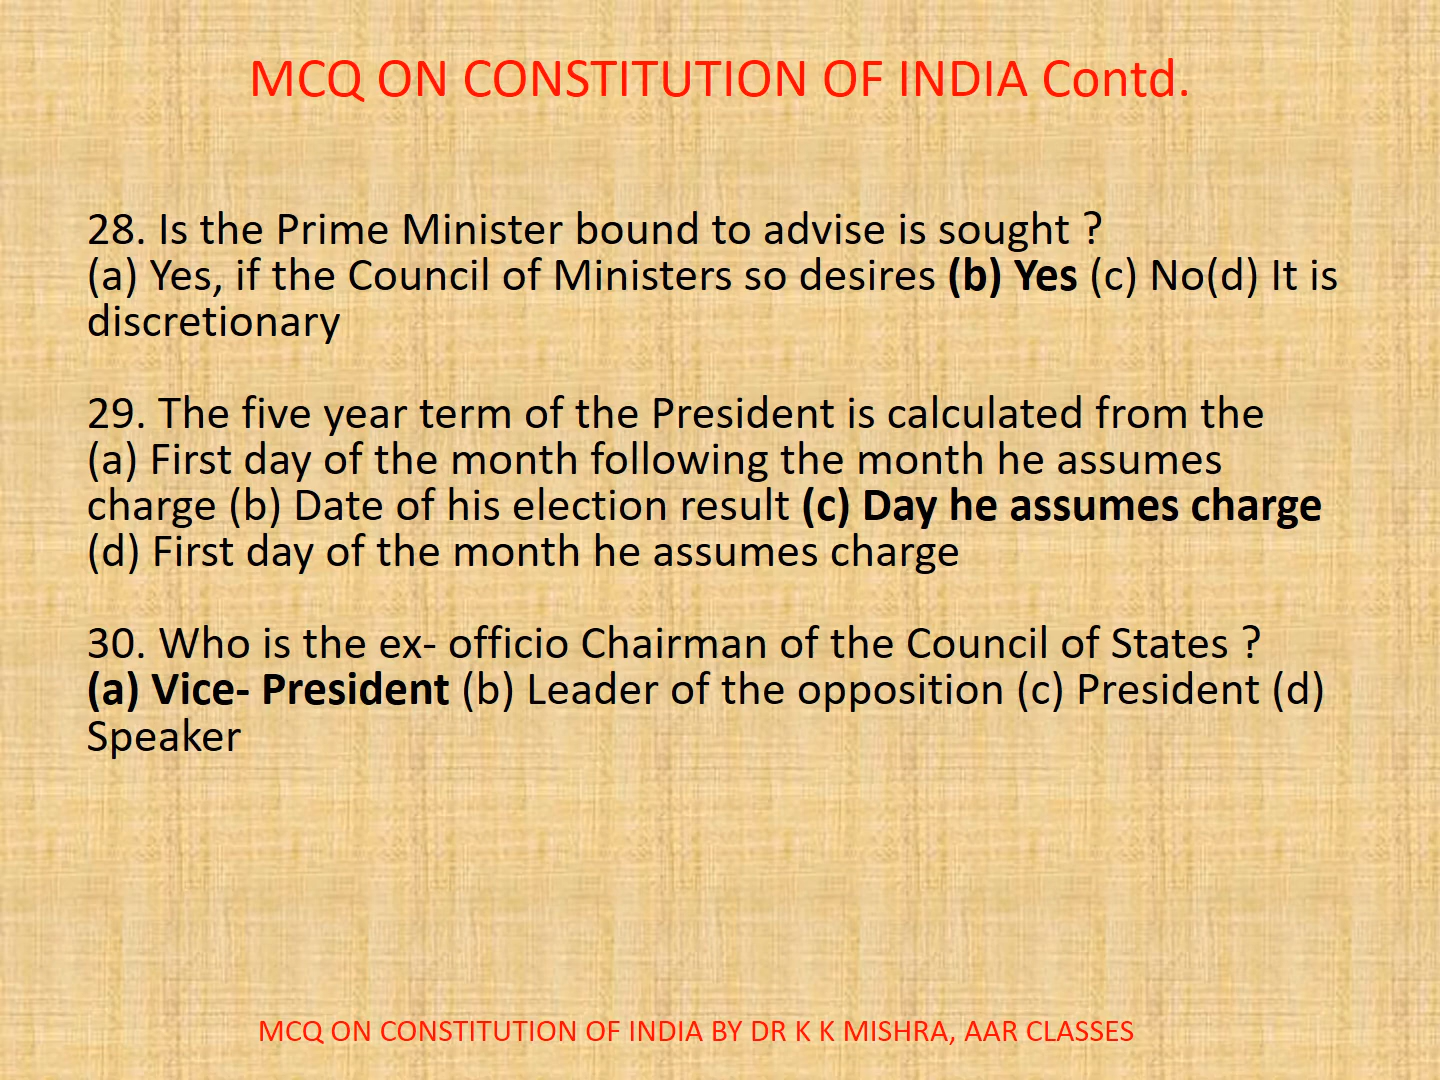 MCQ ON CONSTITUTION OF INDIA Contd.
28. Is the Prime Minister bound to advise is sought ?
(a) Yes, if the Council of Ministers so desires (b) Yes (c) No(d) It is
discretionary
29. The five year term of the President is calculated from the
(a) First day of the month following the month he assumes
charge (b) Date of his election result (c) Day he assumes charge
(d) First day of the month he assumes charge
30. Who is the ex- officio Chairman of the Council of States ?
(a) Vice- President (b) Leader of the opposition (c) President (d)
Speaker
MCQ ON CONSTITUTION OF INDIA BY DR K K MISHRA, AAR CLASSES